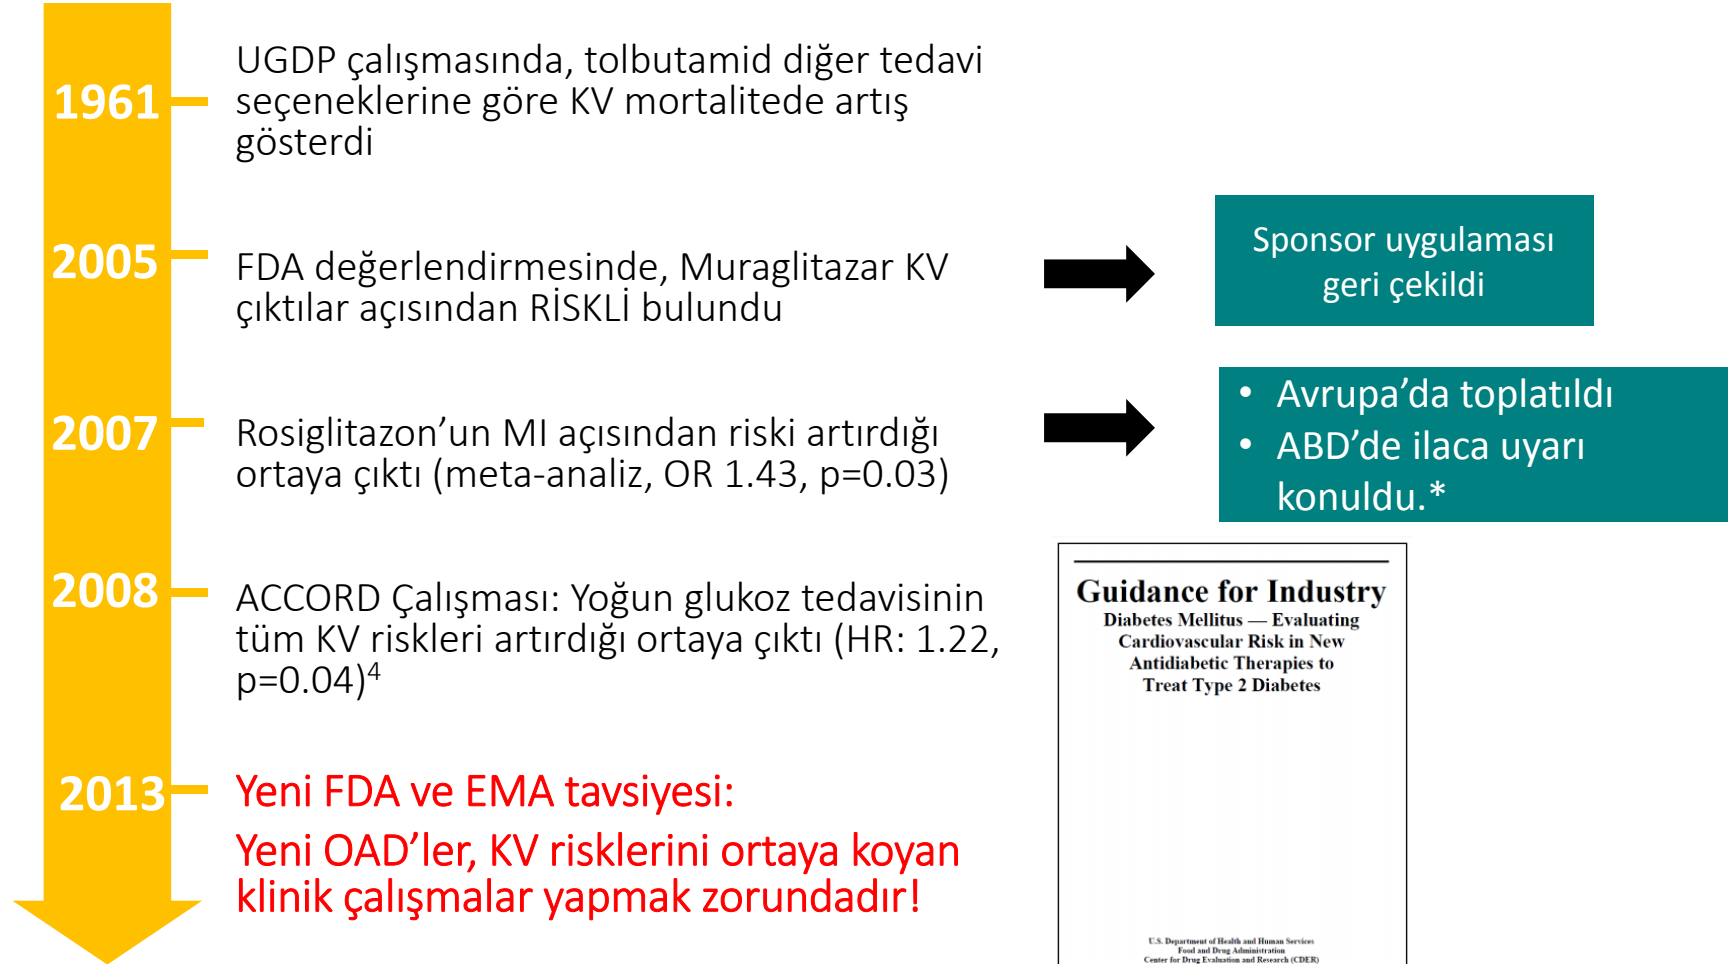 1961
UGDP çalışmasında, tolbutamid diğer tedavi
seçeneklerine göre KV mortalitede artış
gösterdi
2005
FDA değerlendirmesinde, Muraglitazar KV
çıktılar açısından RİSKLİ bulundu
Sponsor uygulaması
geri çekildi
2007
Rosiglitazon’un MI açısından riski artırdığı
ortaya çıktı (meta-analiz, OR 1.43, p=0.03)
• Avrupa’da toplatıldı
• ABD’de ilaca uyarı
konuldu.*
2008
ACCORD Çalışması: Yoğun glukoz tedavisinin
tüm KV riskleri artırdığı ortaya çıktı (HR: 1.22,
p=0.04)⁴
2013
Yeni FDA ve EMA tavsiyesi:
Yeni OAD’ler, KV risklerini ortaya koyan
klinik çalışmalar yapmak zorundadır!
Guidance for Industry
Diabetes Mellitus — Evaluating
Cardiovascular Risk in New
Antidiabetic Therapies to
Treat Type 2 Diabetes
U.S. Department of Health and Human Services
Food and Drug Administration
Center for Drug Evaluation and Research (CDER)